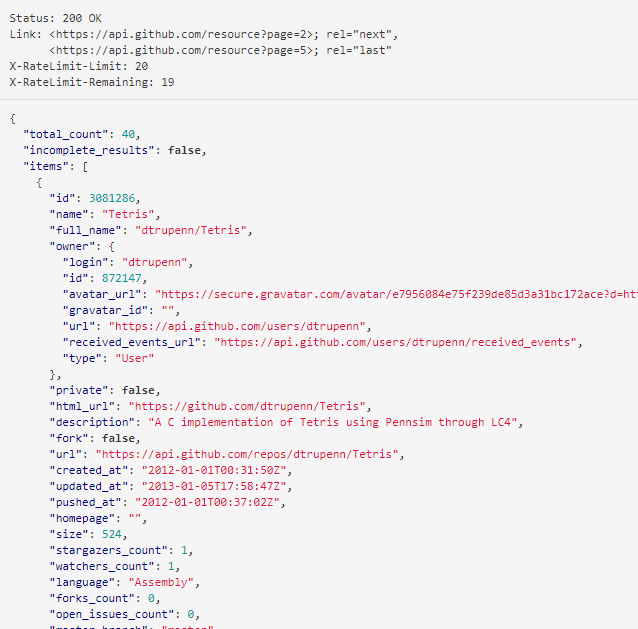 Status: 200 OK
Link: <https://api.github.com/resource?page=2>; rel="next",
      <https://api.github.com/resource?page=5>; rel="last"
X-RateLimit-Limit: 20
X-RateLimit-Remaining: 19
{
  "total_count": 40,
  "incomplete_results": false,
  "items": [
    {
      "id": 3081286,
      "name": "Tetris",
      "full_name": "dtrupenn/Tetris",
      "owner": {
        "login": "dtrupenn",
        "id": 872147,
        "avatar_url": "https://secure.gravatar.com/avatar/e7956084e75f239de85d3a31bc172ace?d=ht
        "gravatar_id": "",
        "url": "https://api.github.com/users/dtrupenn",
        "received_events_url": "https://api.github.com/users/dtrupenn/received_events",
        "type": "User"
      },
      "private": false,
      "html_url": "https://github.com/dtrupenn/Tetris",
      "description": "A C implementation of Tetris using Pennsim through LC4",
      "fork": false,
      "url": "https://api.github.com/repos/dtrupenn/Tetris",
      "created_at": "2012-01-01T00:31:50Z",
      "updated_at": "2013-01-05T17:58:47Z",
      "pushed_at": "2012-01-01T00:37:02Z",
      "homepage": "",
      "size": 524,
      "stargazers_count": 1,
      "watchers_count": 1,
      "language": "Assembly",
      "forks_count": 0,
      "open_issues_count": 0,